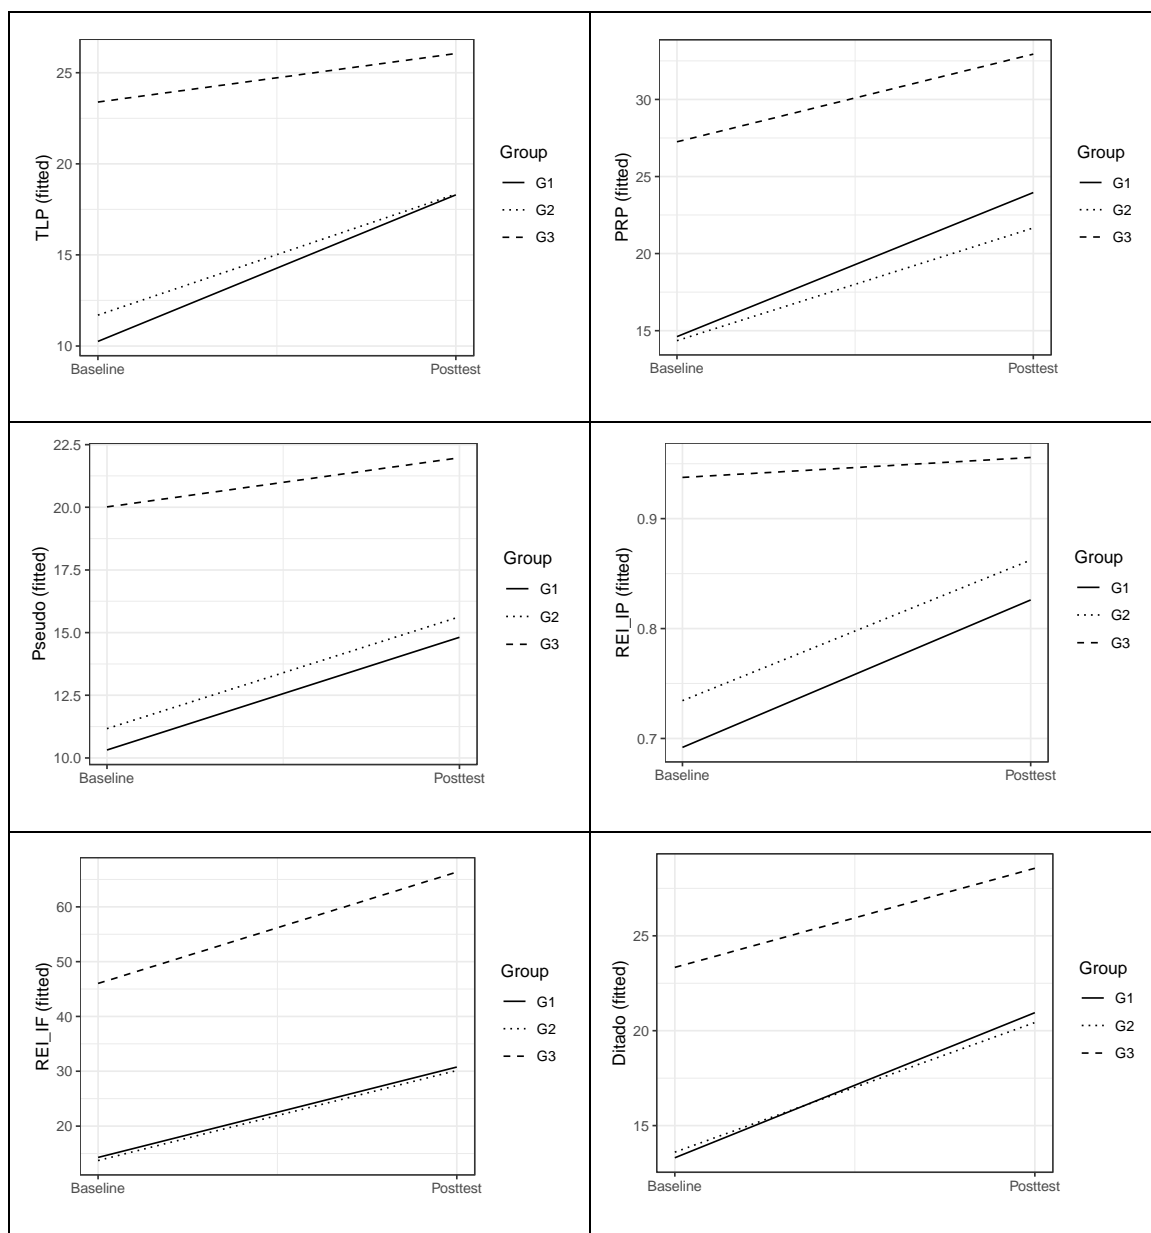 TLP (fitted)
25
20
15
10
Baseline
Posttest
Group
G1
G2
G3
PRP (fitted)
30
25
20
15
Baseline
Posttest
Group
G1
G2
G3
Pseudo (fitted)
22.5
20.0
17.5
15.0
12.5
10.0
Baseline
Posttest
Group
G1
G2
G3
REI_IP (fitted)
0.9
0.8
0.7
Baseline
Posttest
Group
G1
G2
G3
REI_IF (fitted)
60
50
40
30
20
Baseline
Posttest
Group
G1
G2
G3
Ditado (fitted)
25
20
15
Baseline
Posttest
Group
G1
G2
G3